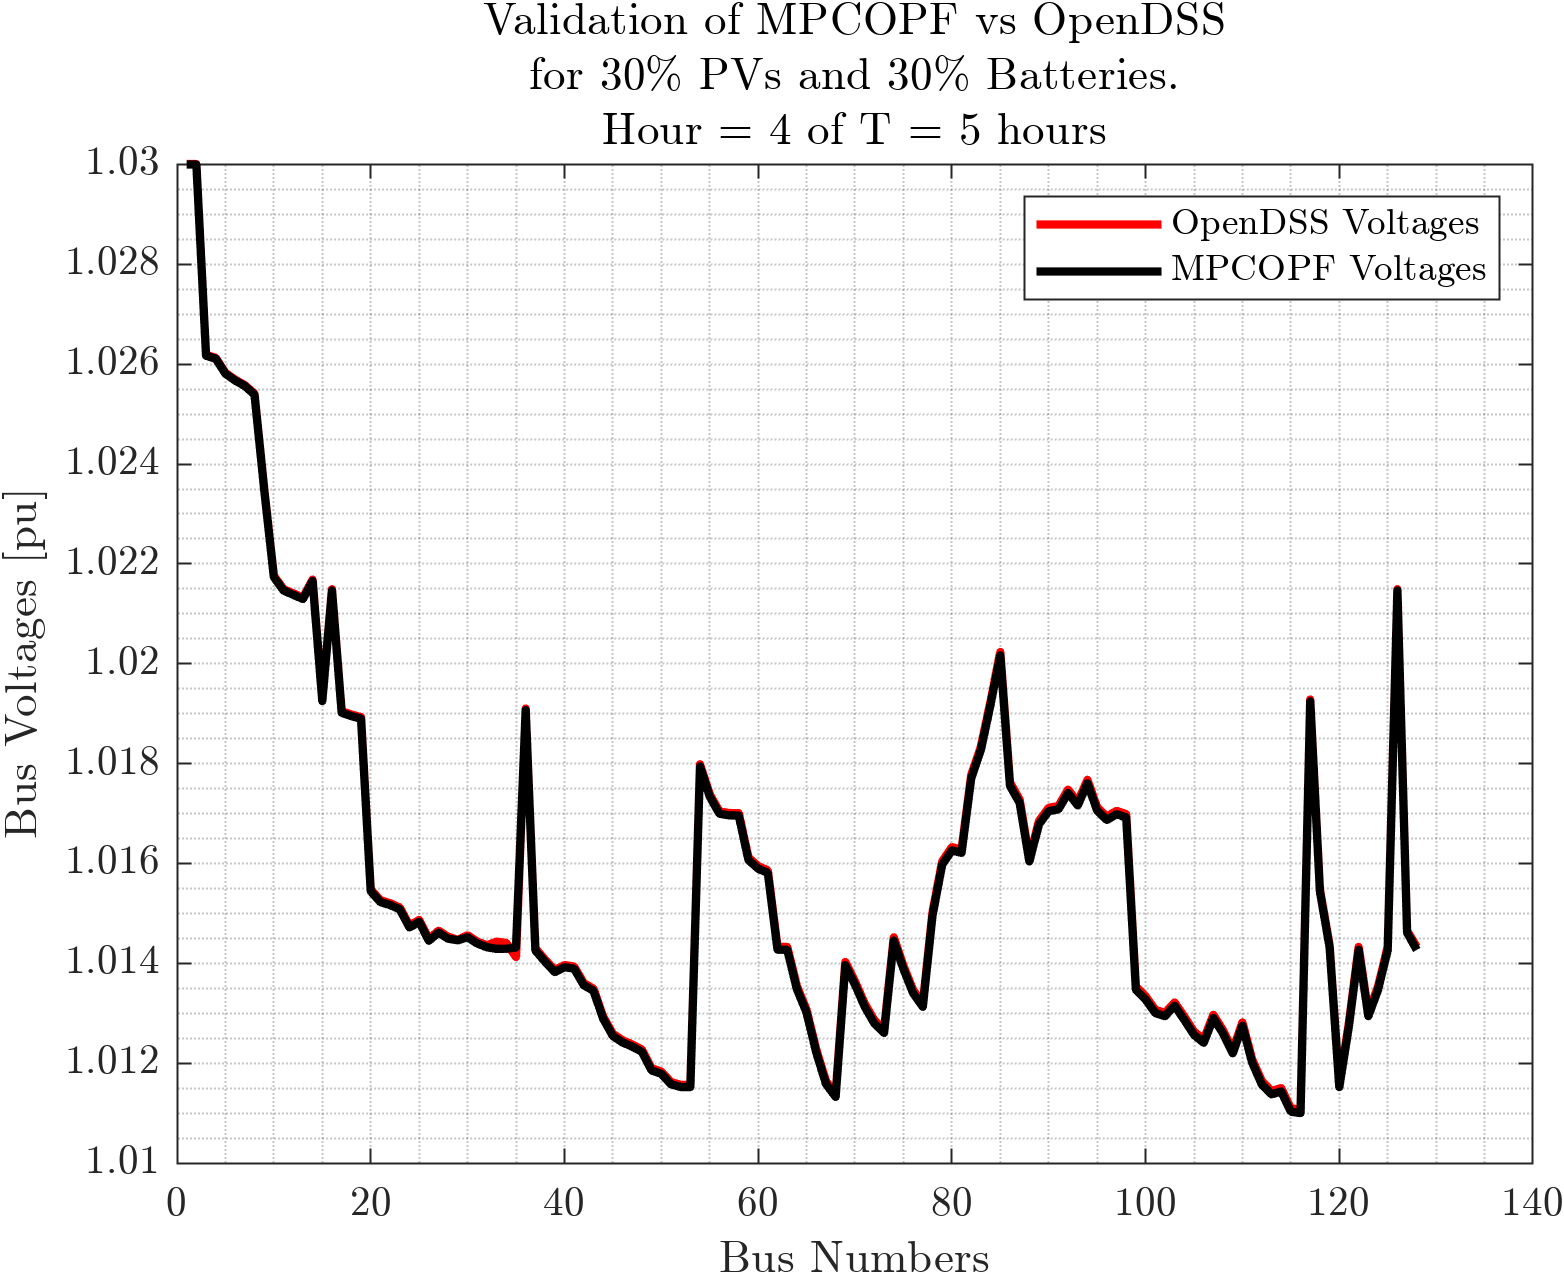 Validation of MPCOPF vs OpenDSS
for 30% PVs and 30% Batteries.
Hour = 4 of T = 5 hours
OpenDSS Voltages
MPCOPF Voltages
Bus Voltages [pu]
1.03
1.028
1.026
1.024
1.022
1.02
1.018
1.016
1.014
1.012
1.01
0 20 40 60 80 100 120 140
Bus Numbers